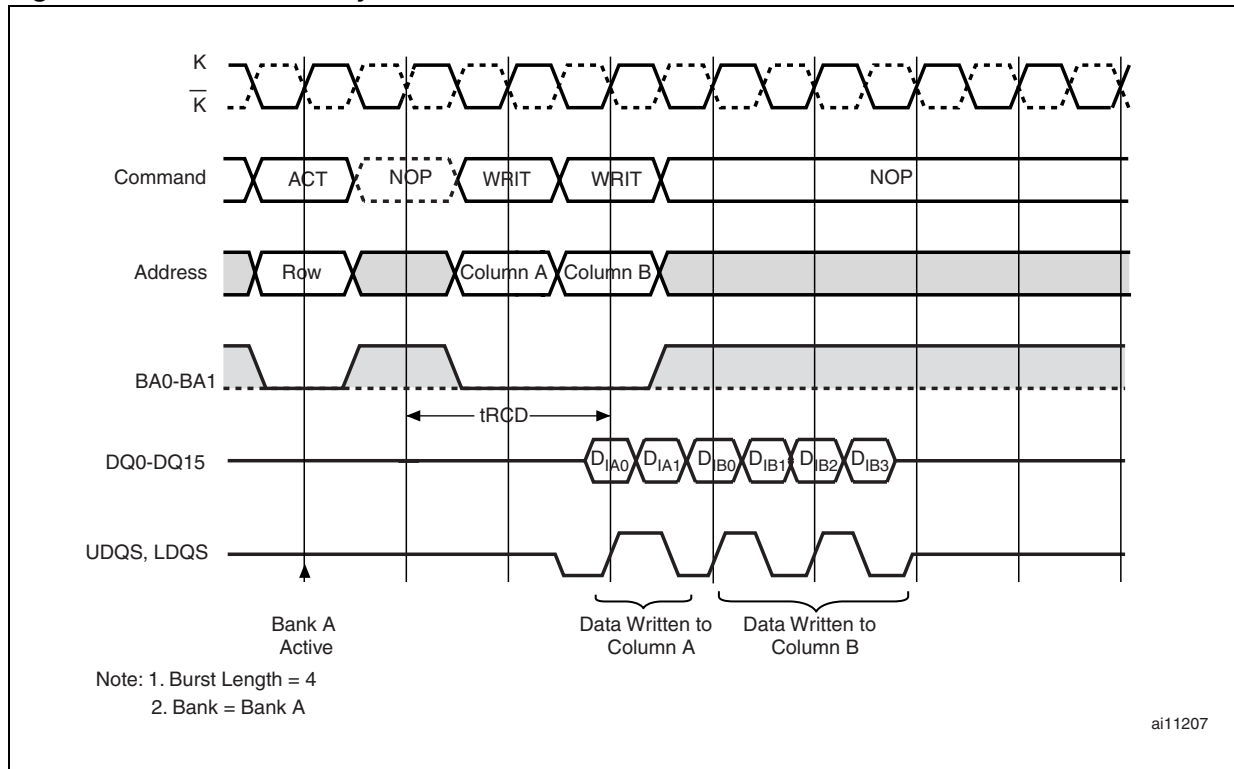 K
K̅
Command ACT NOP WRIT WRIT NOP
Address Row Column A Column B
BA0-BA1
tRCD
DQ0-DQ15 DIA0 DIA1 DIB0 DIB1 DIB2 DIB3
UDQS, LDQS
Bank A
Active
Data Written to
Column A
Data Written to
Column B
Note: 1. Burst Length = 4
2. Bank = Bank A
ai11207